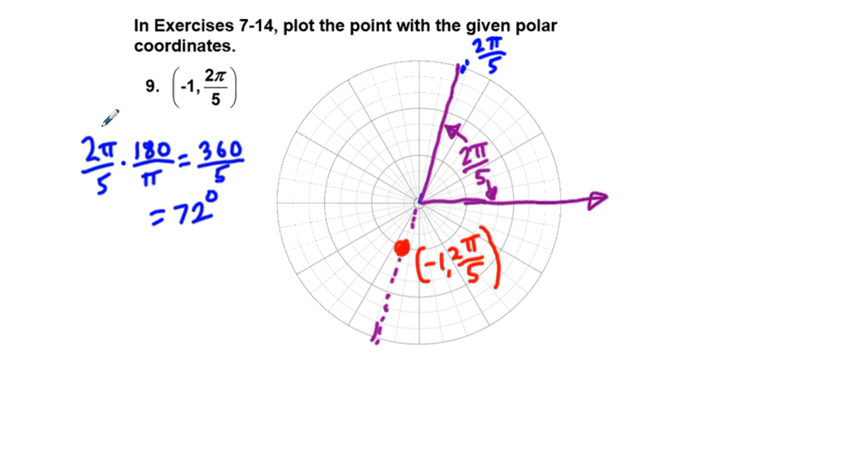 In Exercises 7-14, plot the point with the given polar
coordinates.
9. (-1, 2π/5)
2π/5
2π/5 · 180/π = 360/5
= 72°
2π/5
(-1, 2π/5)